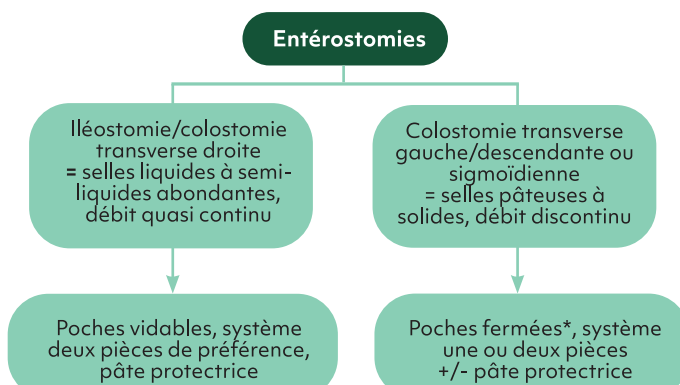 Entérostomies
Iléostomie/colostomie
transverse droite
= selles liquides à semi-
liquides abondantes,
débit quasi continu
Colostomie transverse
gauche/descendante ou
sigmoïdienne
= selles pâteuses à
solides, débit discontinu
Poches vidables, système
deux pièces de préférence,
pâte protectrice
Poches fermées*, système
une ou deux pièces
+/- pâte protectrice